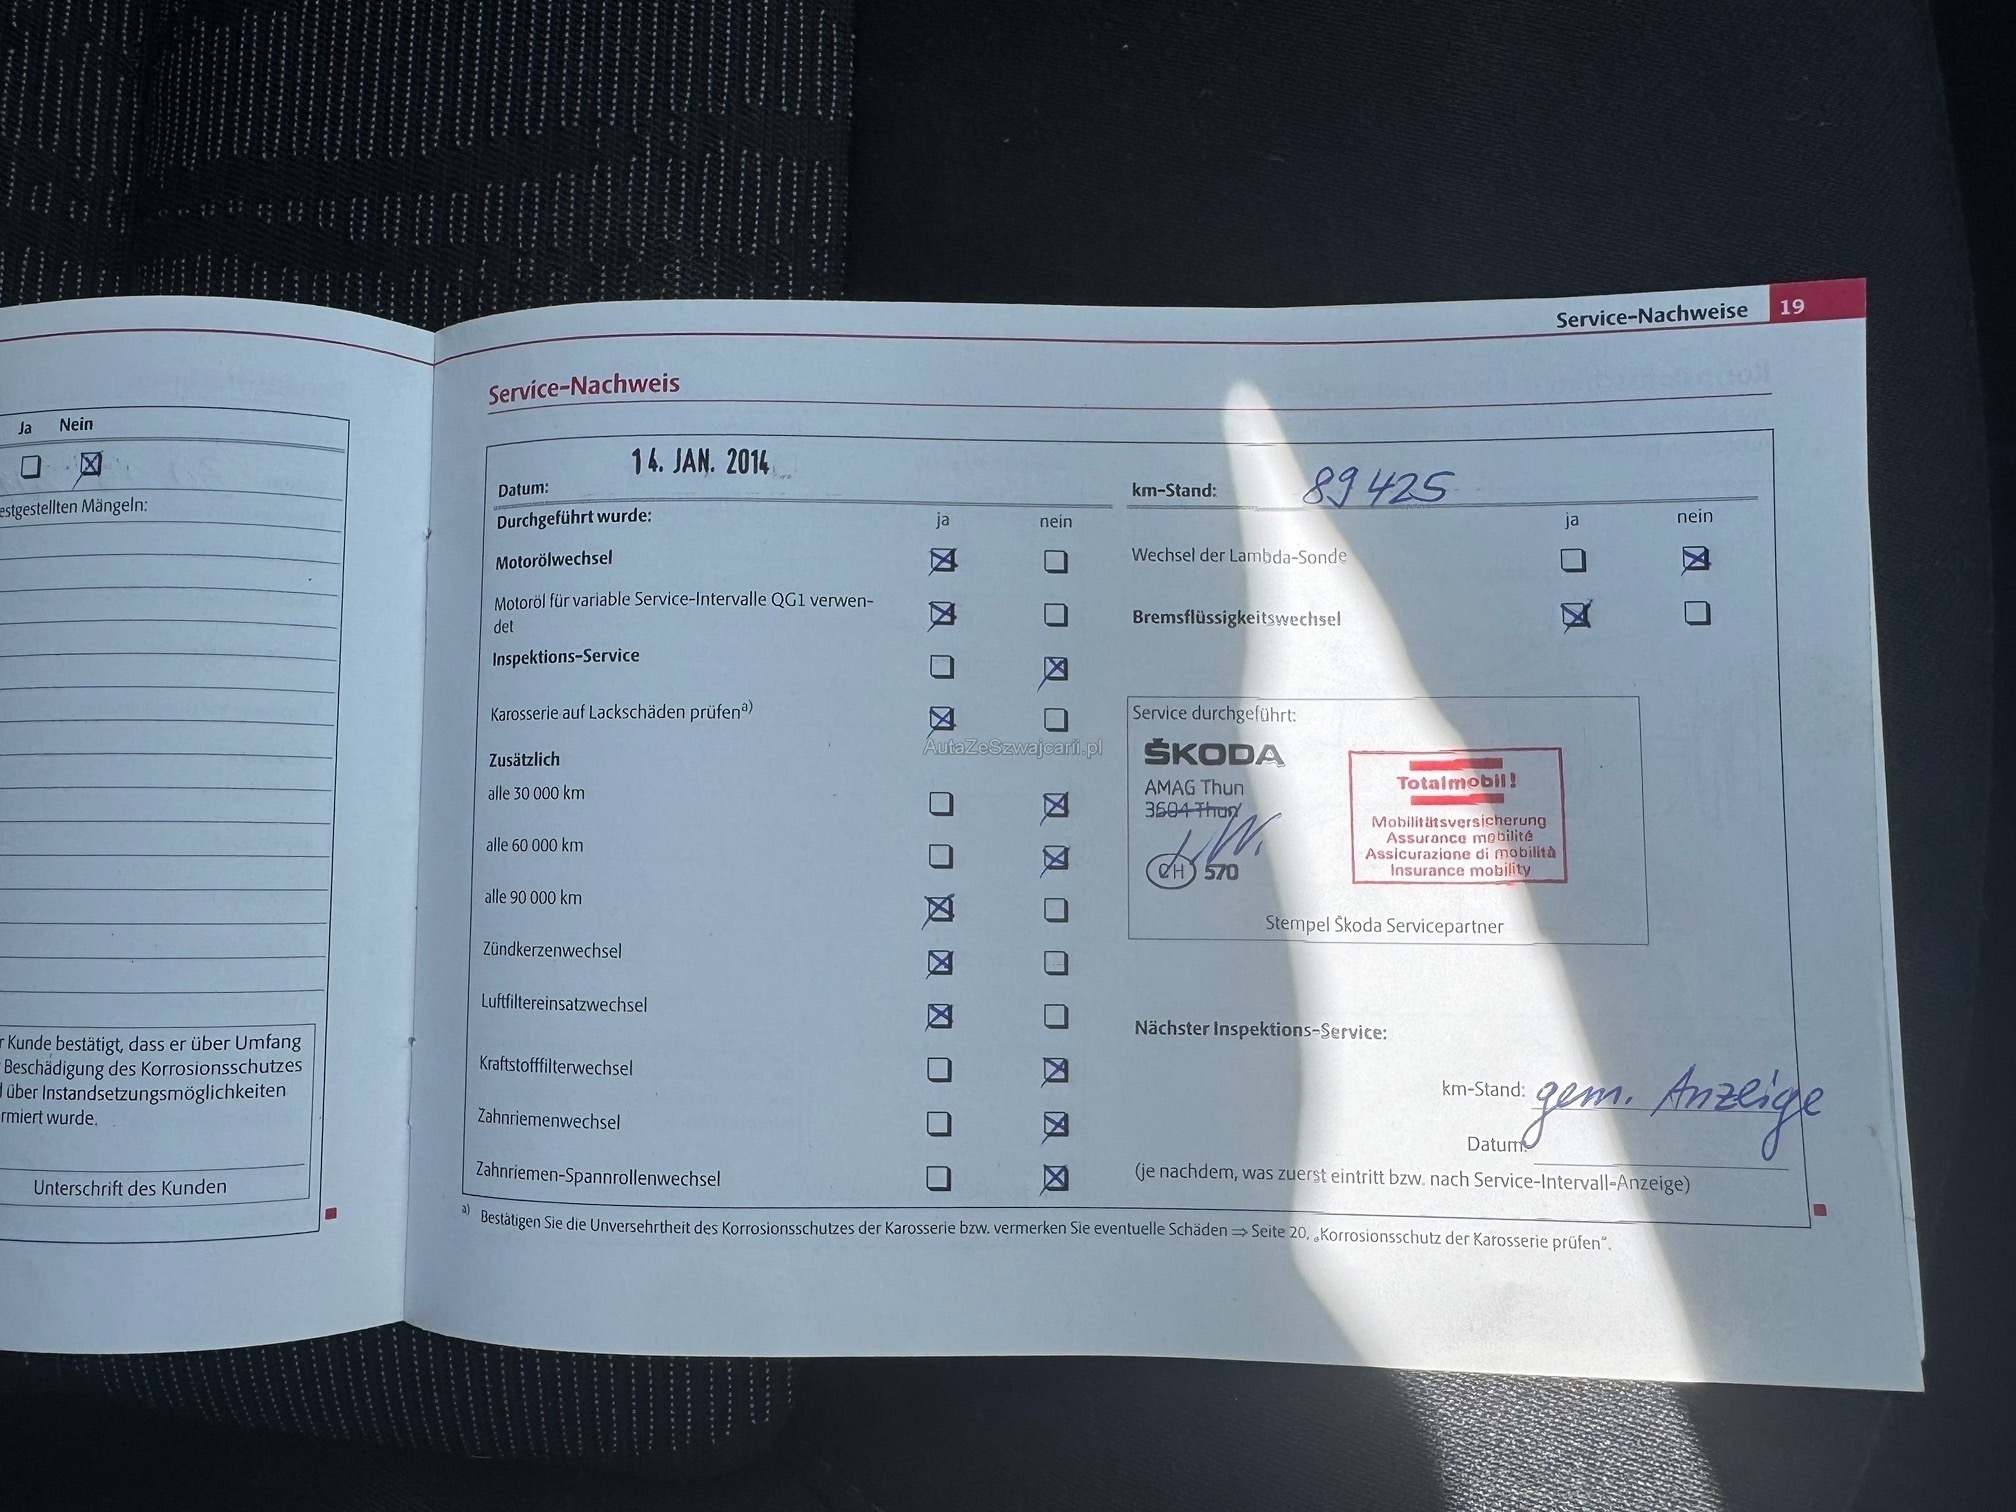 Ja Nein
estgestellten Mängeln:
r Kunde bestätigt, dass er über Umfang
Beschädigung des Korrosionsschutzes
über Instandsetzungsmöglichkeiten
rmiert wurde.
Unterschrift des Kunden
Service-Nachweise 19
Service-Nachweis
14. JAN. 2014
Datum:
Durchgeführt wurde: ja nein
Motorölwechsel
Motoröl für variable Service-Intervalle QG1 verwen-
det
Inspektions-Service
Karosserie auf Lackschäden prüfena)
Zusätzlich
alle 30 000 km
alle 60 000 km
alle 90 000 km
Zündkerzenwechsel
Luftfiltereinsatzwechsel
Kraftstofffilterwechsel
Zahnriemenwechsel
Zahnriemen-Spannrollenwechsel
km-Stand: 89425
ja nein
Wechsel der Lambda-Sonde
Bremsflüssigkeitswechsel
Service durchgeführt:
ŠKODA
AMAG Thun
3604 Thun
CH 570
Totalmobil!
Mobilitätsversicherung
Assurance mobilité
Assicurazione di mobilità
Insurance mobility
Stempel Škoda Servicepartner
Nächster Inspektions-Service:
km-Stand: gem. Anzeige
Datum:
(je nachdem, was zuerst eintritt bzw. nach Service-Intervall-Anzeige)
a) Bestätigen Sie die Unversehrtheit des Korrosionsschutzes der Karosserie bzw. vermerken Sie eventuelle Schäden ⇒ Seite 20, „Korrosionsschutz der Karosserie prüfen“.
AutaZeSzwajcarii.pl